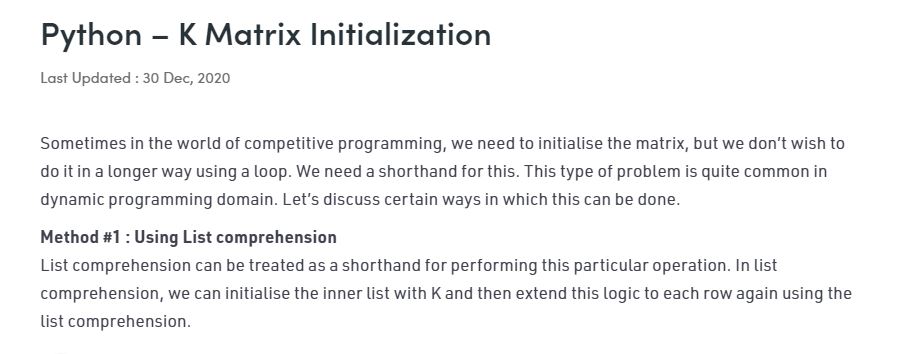 Python – K Matrix Initialization
Last Updated : 30 Dec, 2020
Sometimes in the world of competitive programming, we need to initialise the matrix, but we don’t wish to
do it in a longer way using a loop. We need a shorthand for this. This type of problem is quite common in
dynamic programming domain. Let’s discuss certain ways in which this can be done.
Method #1 : Using List comprehension
List comprehension can be treated as a shorthand for performing this particular operation. In list
comprehension, we can initialise the inner list with K and then extend this logic to each row again using the
list comprehension.